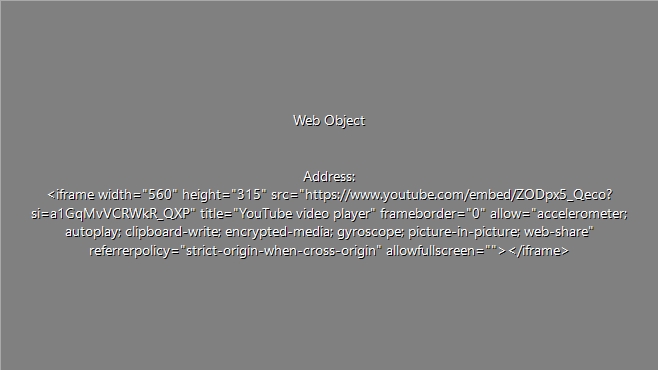 Web Object
Address:
<iframe width="560" height="315" src="https://www.youtube.com/embed/ZODpx5_Qeco?
si=a1GqMvVCRWkR_QXP" title="YouTube video player" frameborder="0" allow="accelerometer;
autoplay; clipboard-write; encrypted-media; gyroscope; picture-in-picture; web-share"
referrerpolicy="strict-origin-when-cross-origin" allowfullscreen=""></iframe>